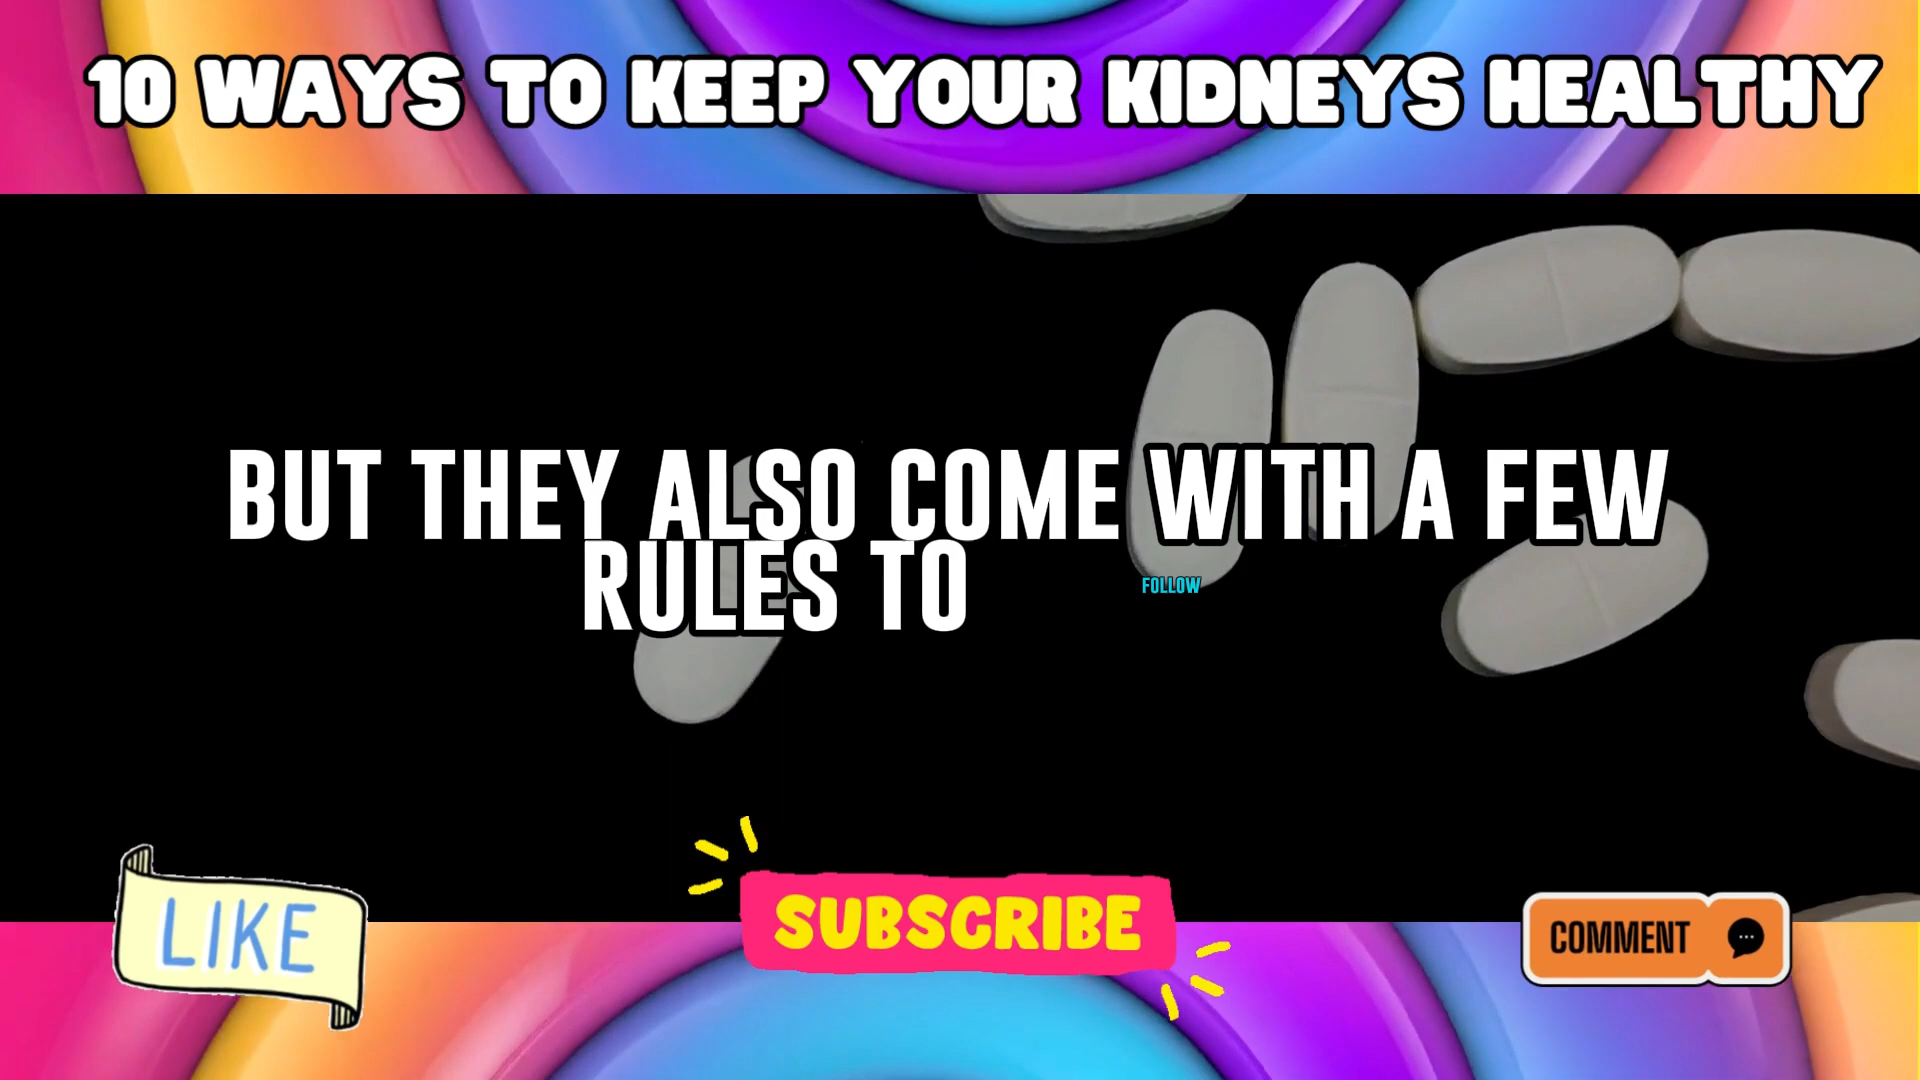 10 WAYS TO KEEP YOUR KIDNEYS HEALTHY
BUT THEY ALSO COME WITH A FEW
RULES TO FOLLOW
LIKE
SUBSCRIBE
COMMENT